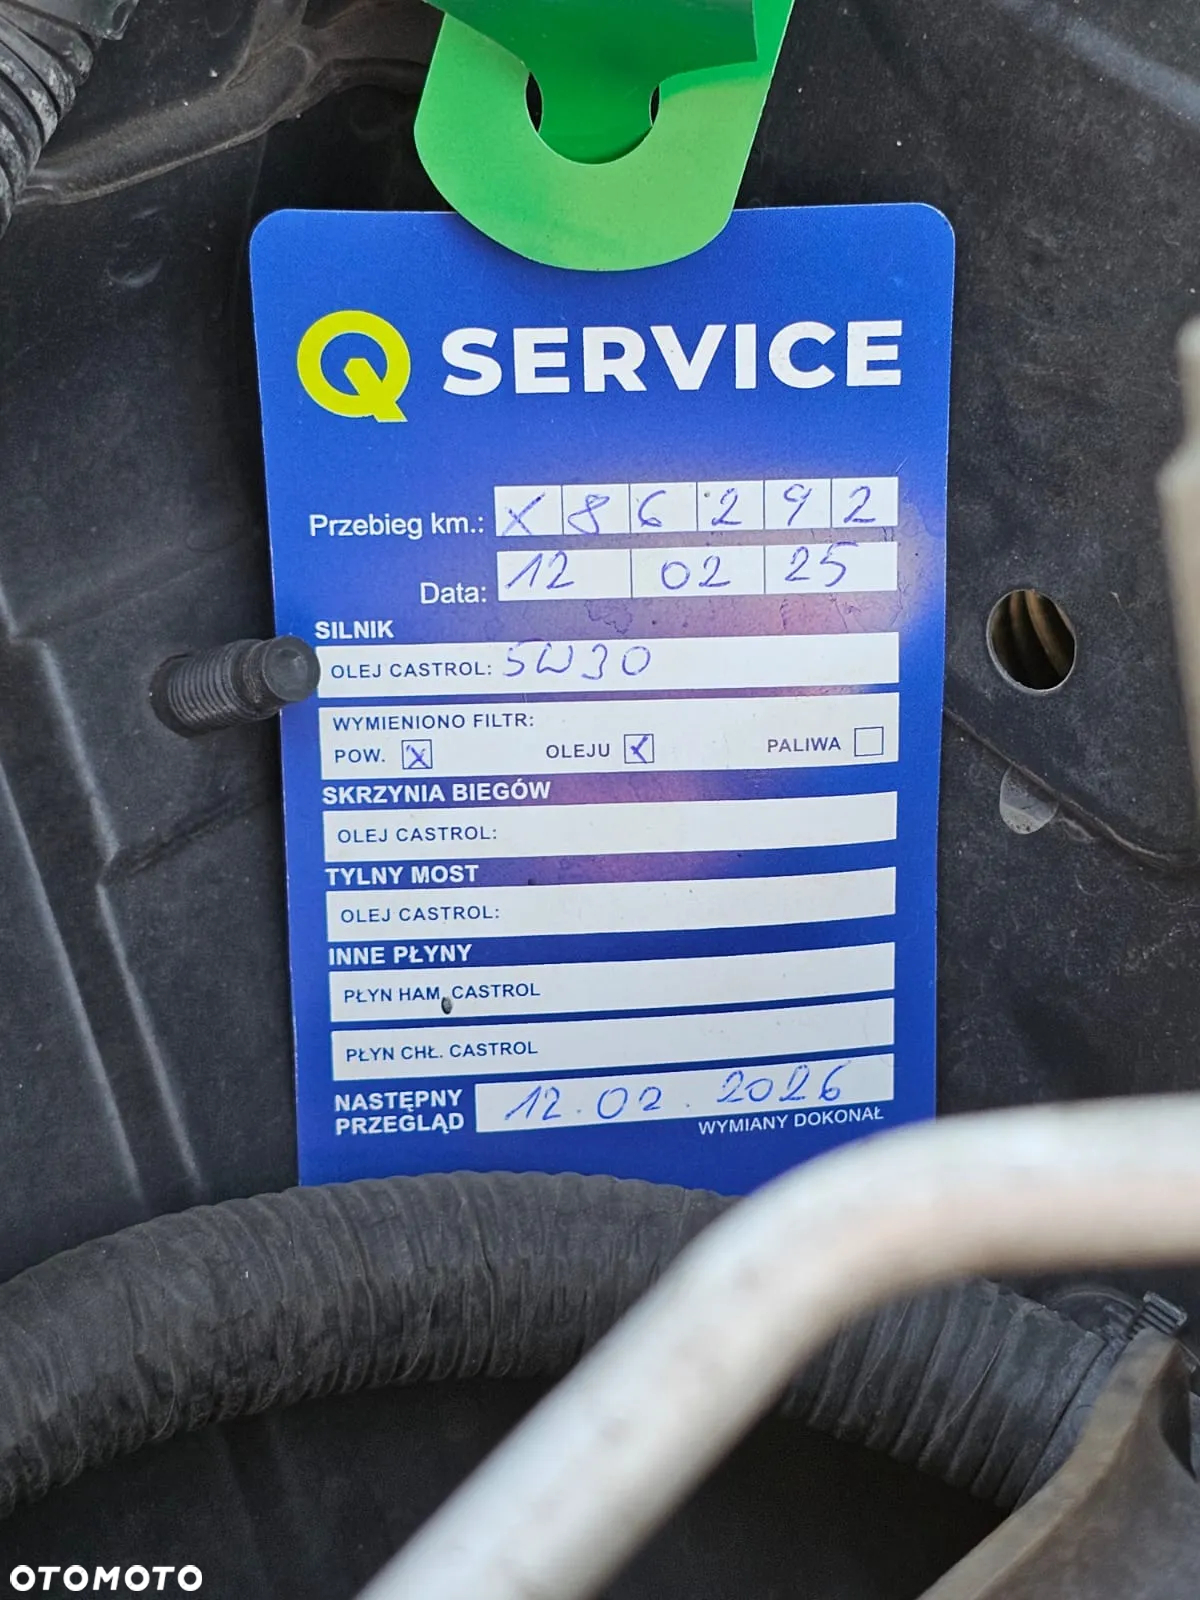 Q SERVICE
Przebieg km.: X 8 6 2 9 2
Data: 12 02 25
SILNIK
OLEJ CASTROL: 5W30
WYMIENIONO FILTR:
POW. X OLEJU ✓ PALIWA
SKRZYNIA BIEGÓW
OLEJ CASTROL:
TYLNY MOST
OLEJ CASTROL:
INNE PŁYNY
PŁYN HAM. CASTROL
PŁYN CHŁ. CASTROL
NASTĘPNY PRZEGLĄD 12.02.2026
WYMIANY DOKONAŁ
OTOMOTO